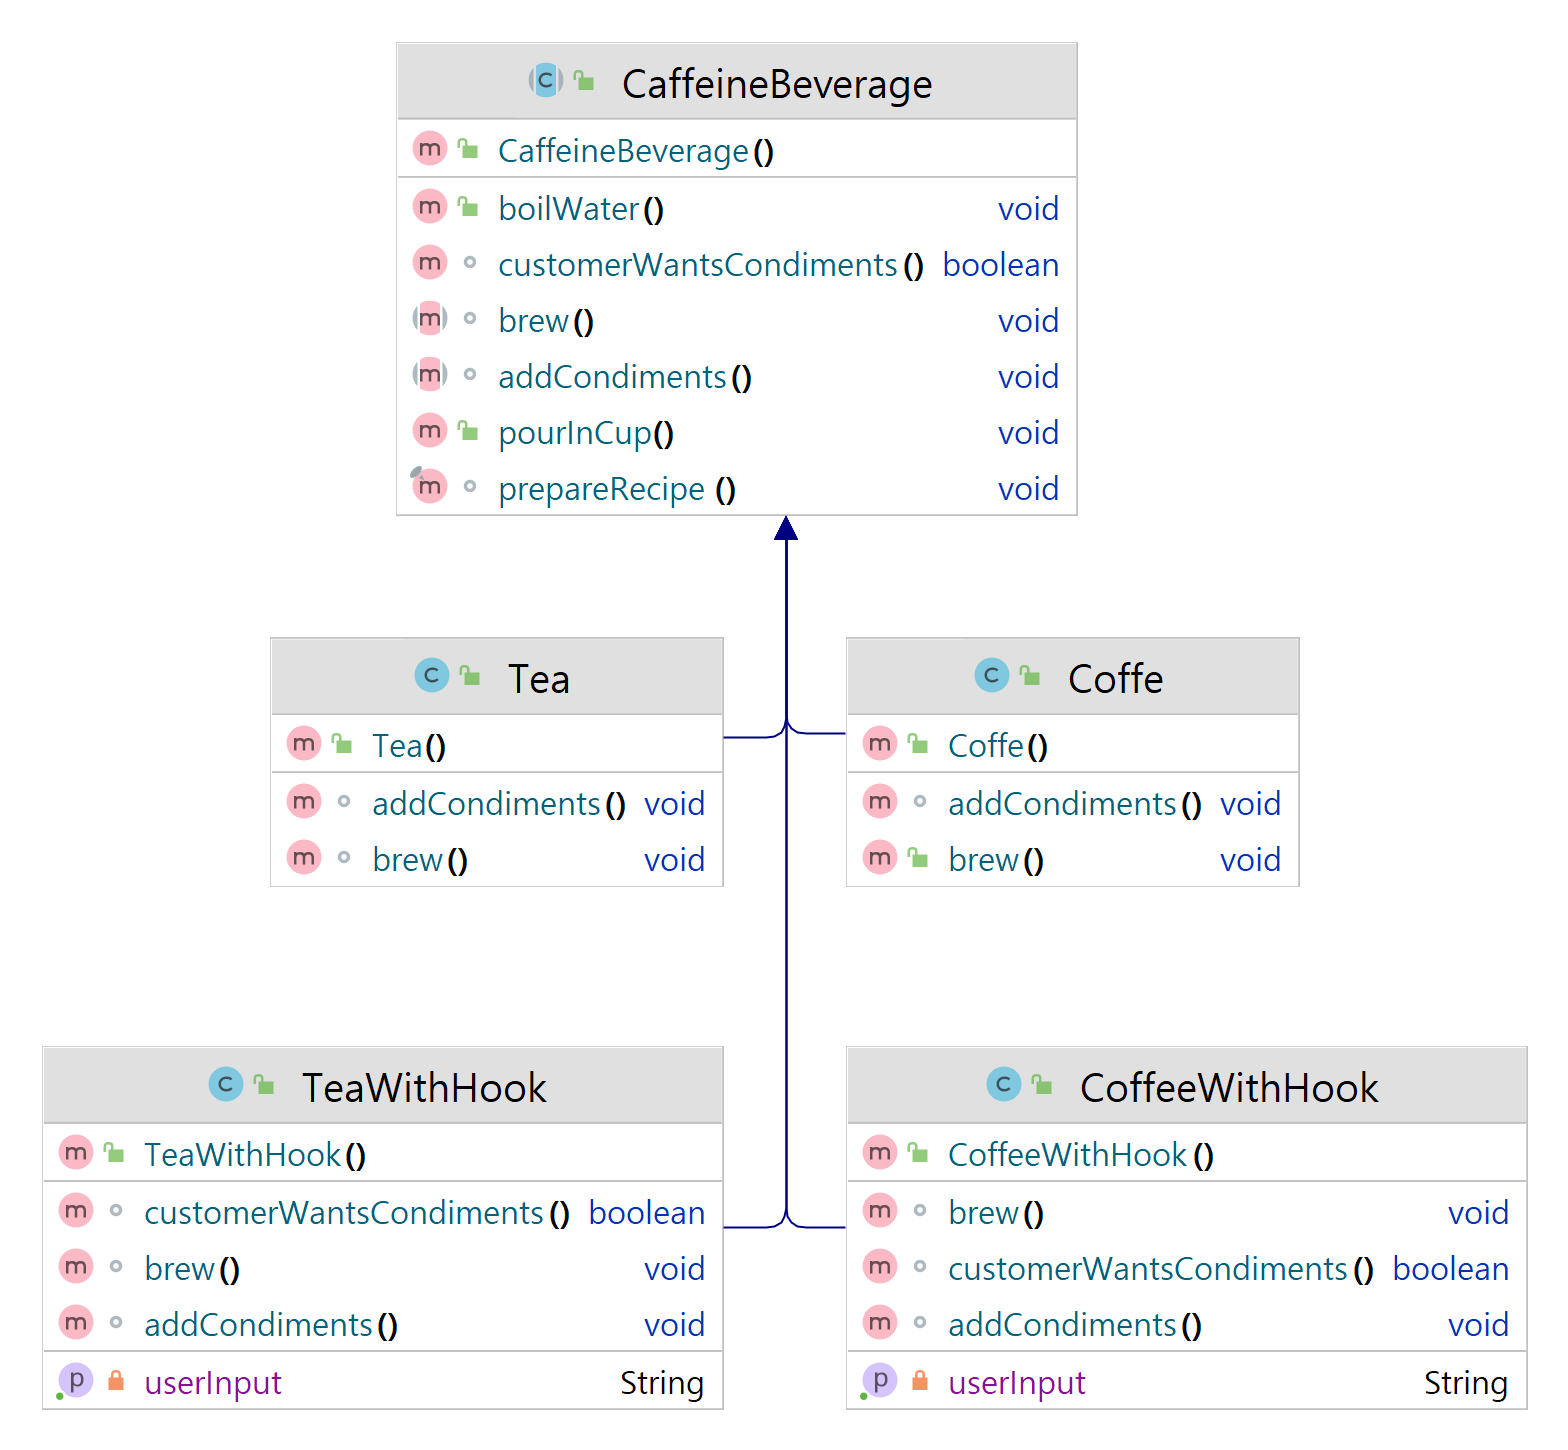 CaffeineBeverage
CaffeineBeverage()
boilWater() void
customerWantsCondiments() boolean
brew() void
addCondiments() void
pourInCup() void
prepareRecipe () void
Tea
Tea()
addCondiments() void
brew() void
Coffe
Coffe()
addCondiments() void
brew() void
TeaWithHook
TeaWithHook()
customerWantsCondiments() boolean
brew() void
addCondiments() void
userInput String
CoffeeWithHook
CoffeeWithHook()
brew() void
customerWantsCondiments() boolean
addCondiments() void
userInput String